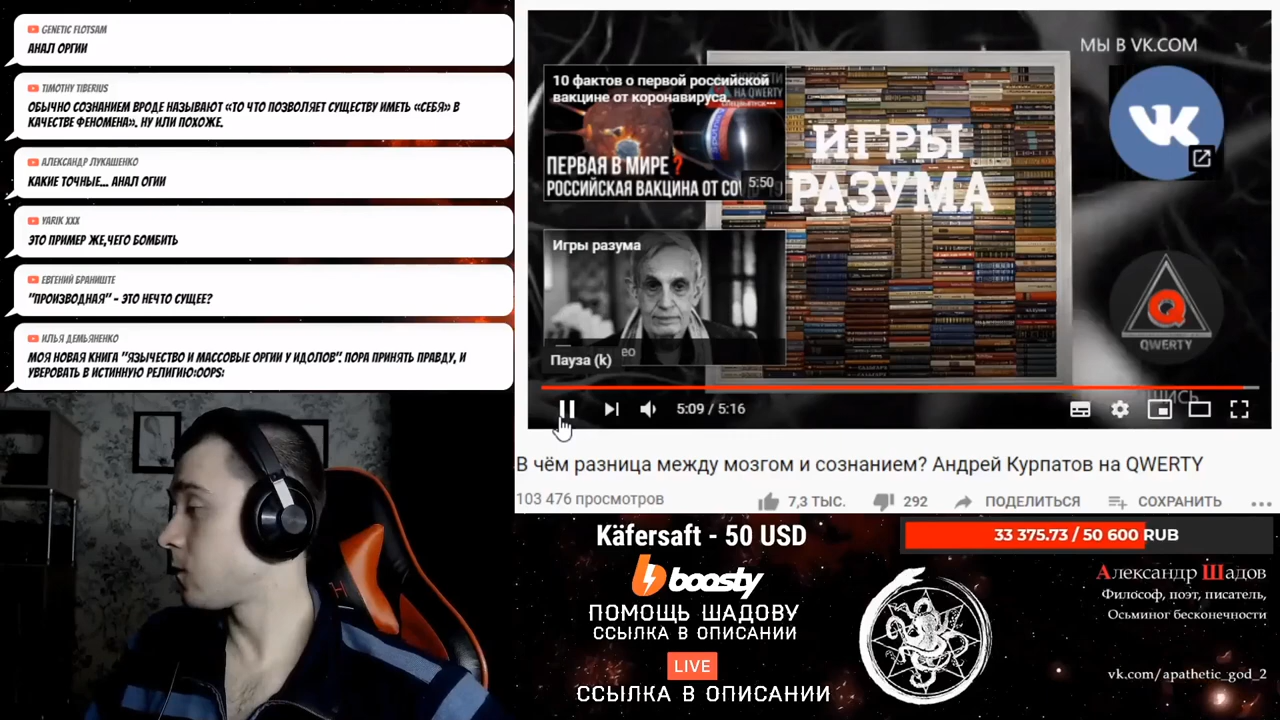 GENETIC FLOTSAM
АНАЛ ОРГИИ
TIMOTHY TIBERIUS
ОБЫЧНО СОЗНАНИЕМ ВРОДЕ НАЗЫВАЮТ «ТО ЧТО ПОЗВОЛЯЕТ СУЩЕСТВУ ИМЕТЬ «СЕБЯ» В
КАЧЕСТВЕ ФЕНОМЕНА». НУ ИЛИ ПОХОЖЕ.
АЛЕКСАНДР ЛУКАШЕНКО
КАКИЕ ТОЧНЫЕ... АНАЛ ОГИИ
YARIK XXX
ЭТО ПРИМЕР ЖЕ,ЧЕГО БОМБИТЬ
ЕВГЕНИЙ БРАНИШТЕ
"ПРОИЗВОДНАЯ" - ЭТО НЕЧТО СУЩЕЕ?
ИЛЬЯ ДЕМЬЯНЕНКО
МОЯ НОВАЯ КНИГА "ЯЗЫЧЕСТВО И МАССОВЫЕ ОРГИИ У ИДОЛОВ". ПОРА ПРИНЯТЬ ПРАВДУ, И
УВЕРОВАТЬ В ИСТИННУЮ РЕЛИГИЮ:OOPS:
МЫ В VK.COM
10 фактов о первой российской
вакцине от коронавируса
НА QWERTY
ПЕРВАЯ В МИРЕ?
РОССИЙСКАЯ ВАКЦИНА ОТ
5:50
ИГРЫ
РАЗУМА
Игры разума
Пауза (k)
QWERTY
5:09 / 5:16
В чём разница между мозгом и сознанием? Андрей Курпатов на QWERTY
103 476 просмотров
7,3 ТЫС.
292
ПОДЕЛИТЬСЯ
СОХРАНИТЬ
Käfersaft - 50 USD
33 375.73 / 50 600 RUB
boosty
ПОМОЩЬ ШАДОВУ
ССЫЛКА В ОПИСАНИИ
LIVE
ССЫЛКА В ОПИСАНИИ
Александр Шадов
Философ, поэт, писатель,
Осьминог бесконечности
vk.com/apathetic_god_2